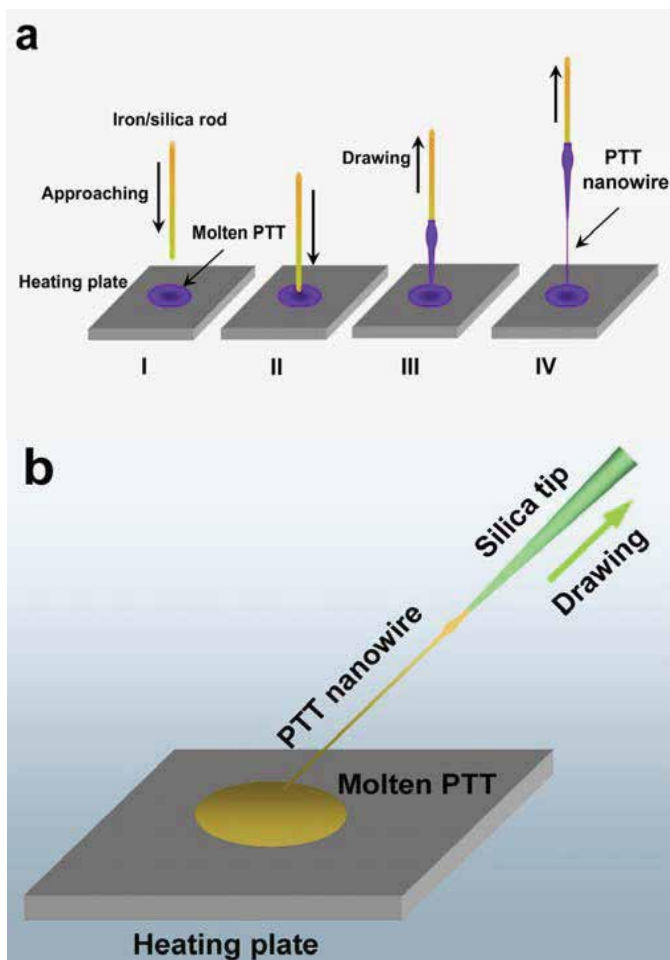 a
Iron/silica rod
Approaching
Molten PTT
Heating plate
Drawing
PTT
nanowire
I
II
III
IV
b
Silica tip
Drawing
PTT nanowire
Molten PTT
Heating plate